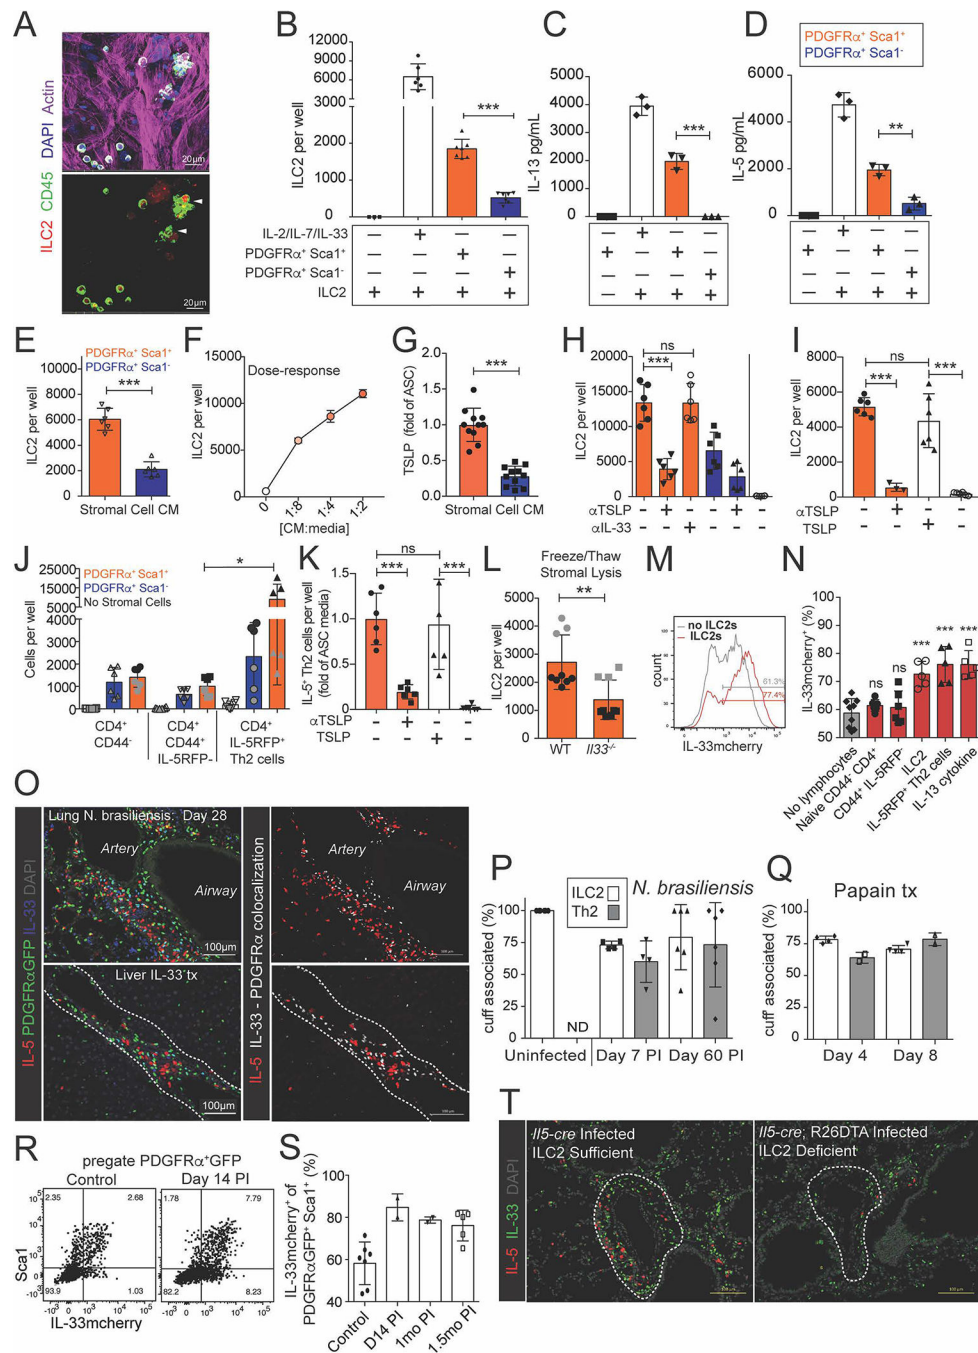 A
ILC2 CD45 DAPI Actin
20µm
20µm
B
ILC2 per well
12000
10000
8000
6000
4000
3000
2000
1000
0
***
IL-2/IL-7/IL-33 — + — —
PDGFRα⁺ Sca1⁺ — — + —
PDGFRα⁺ Sca1⁻ — — — +
ILC2 + + + +
C
IL-13 pg/mL
5000
4000
3000
2000
1000
0
***
— + — —
+ — + —
— — — +
— + + +
D
PDGFRα⁺ Sca1⁺
PDGFRα⁺ Sca1⁻
IL-5 pg/mL
6000
4000
2000
0
**
— + — —
+ — + —
— — — +
— + + +
E
PDGFRα⁺ Sca1⁺
PDGFRα⁺ Sca1⁻
ILC2 per well
10000
8000
6000
4000
2000
0
***
Stromal Cell CM
F
Dose-response
ILC2 per well
15000
10000
5000
0
0 1:8 1:4 1:2
[CM:media]
G
TSLP (fold of ASC)
2.0
1.5
1.0
0.5
0.0
***
Stromal Cell CM
H
ILC2 per well
20000
15000
10000
5000
0
ns
***
αTSLP - + - - + -
αIL-33 - - + - - -
I
ILC2 per well
8000
6000
4000
2000
0
ns
*** ***
αTSLP - + - -
TSLP - - + -
J
PDGFRα⁺ Sca1⁺
PDGFRα⁺ Sca1⁻
No Stromal Cells
Cells per well
25000
20000
15000
10000
5000
4000
3000
2000
1000
0
*
CD4⁺ CD44⁻
CD4⁺ CD44⁺ IL-5RFP-
CD4⁺ IL-5RFP⁺ Th2 cells
K
IL-5⁺ Th2 cells per well
(fold of ASC media)
1.5
1.0
0.5
0.0
ns
*** ***
αTSLP - + - -
TSLP - - + -
L
Freeze/Thaw
Stromal Lysis
ILC2 per well
5000
4000
3000
2000
1000
0
**
WT Il33⁻/⁻
M
no ILC2s
ILC2s
count
61.3%
77.4%
IL-33mcherry
N
IL-33mcherry⁺ (%)
100
90
80
70
60
50
ns ns *** *** ***
No lymphocytes
Naive CD44⁻ CD4⁺
CD44⁺ IL-5RFP⁻
ILC2
IL-5RFP⁺ Th2 cells
IL-13 cytokine
O
IL-5 PDGFRαGFP IL-33 DAPI
Lung N. brasiliensis: Day 28
Artery
Airway
100µm
Liver IL-33 tx
100µm
IL-5 IL-33 - PDGFRα colocalization
Artery
Airway
P
ILC2
Th2
N. brasiliensis
cuff associated (%)
100
75
50
25
0
ND
Uninfected Day 7 PI Day 60 PI
Q
Papain tx
cuff associated (%)
100
75
50
25
0
Day 4 Day 8
R
pregate PDGFRα⁺GFP
Control Day 14 PI
Sca1
2.35 2.68
93.9 1.03
1.78 7.79
82.2 8.23
IL-33mcherry
S
IL-33mcherry⁺ of
PDGFRαGFP⁺ Sca1⁺ (%)
100
80
60
40
Control
D14 PI
1mo PI
1.5mo PI
T
IL-5 IL-33 DAPI
Il5-cre Infected
ILC2 Sufficient
Il5-cre; R26DTA Infected
ILC2 Deficient